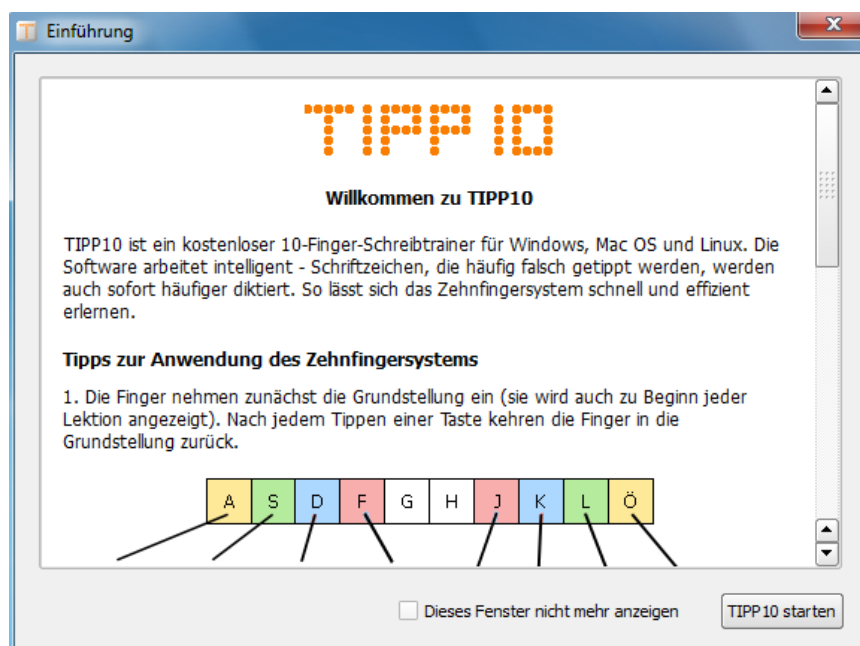 Einführung
TIPP10
Willkommen zu TIPP10
TIPP10 ist ein kostenloser 10-Finger-Schreibtrainer für Windows, Mac OS und Linux. Die
Software arbeitet intelligent - Schriftzeichen, die häufig falsch getippt werden, werden
auch sofort häufiger diktiert. So lässt sich das Zehnfingersystem schnell und effizient
erlernen.
Tipps zur Anwendung des Zehnfingersystems
1. Die Finger nehmen zunächst die Grundstellung ein (sie wird auch zu Beginn jeder
Lektion angezeigt). Nach jedem Tippen einer Taste kehren die Finger in die
Grundstellung zurück.
A S D F G H J K L Ö
Dieses Fenster nicht mehr anzeigen TIPP10 starten